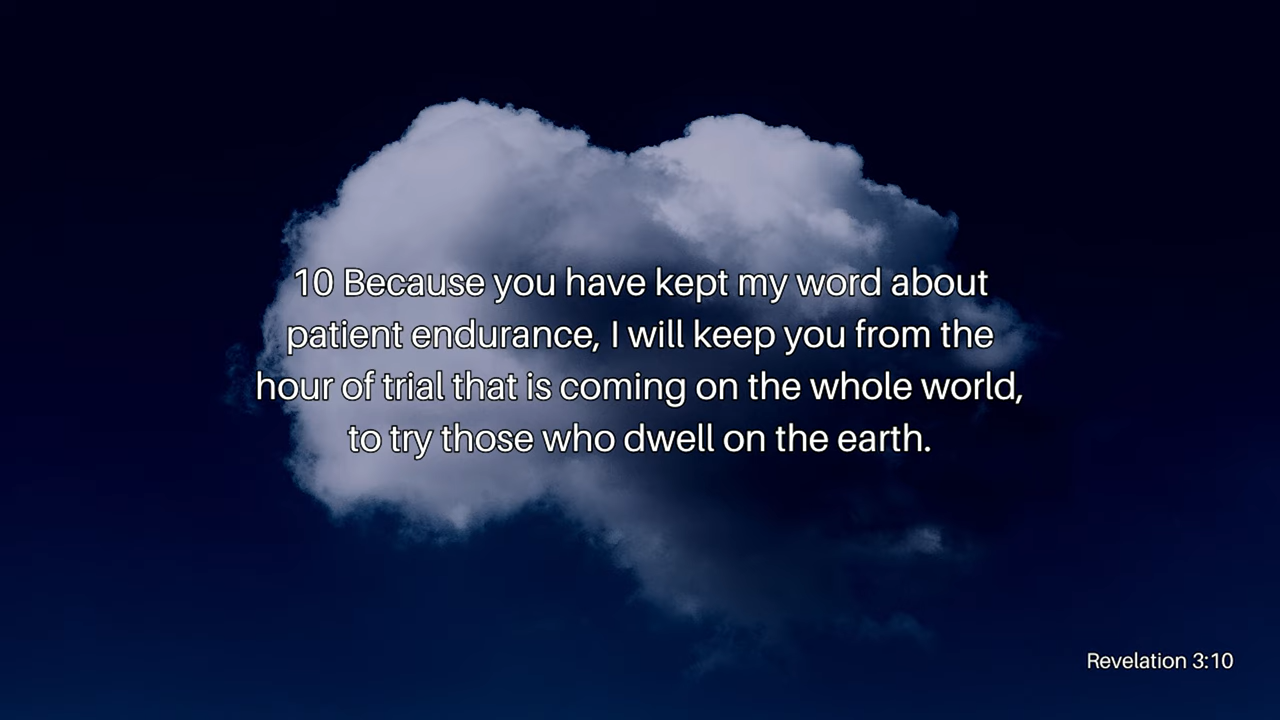 10 Because you have kept my word about
patient endurance, I will keep you from the
hour of trial that is coming on the whole world,
to try those who dwell on the earth.
Revelation 3:10